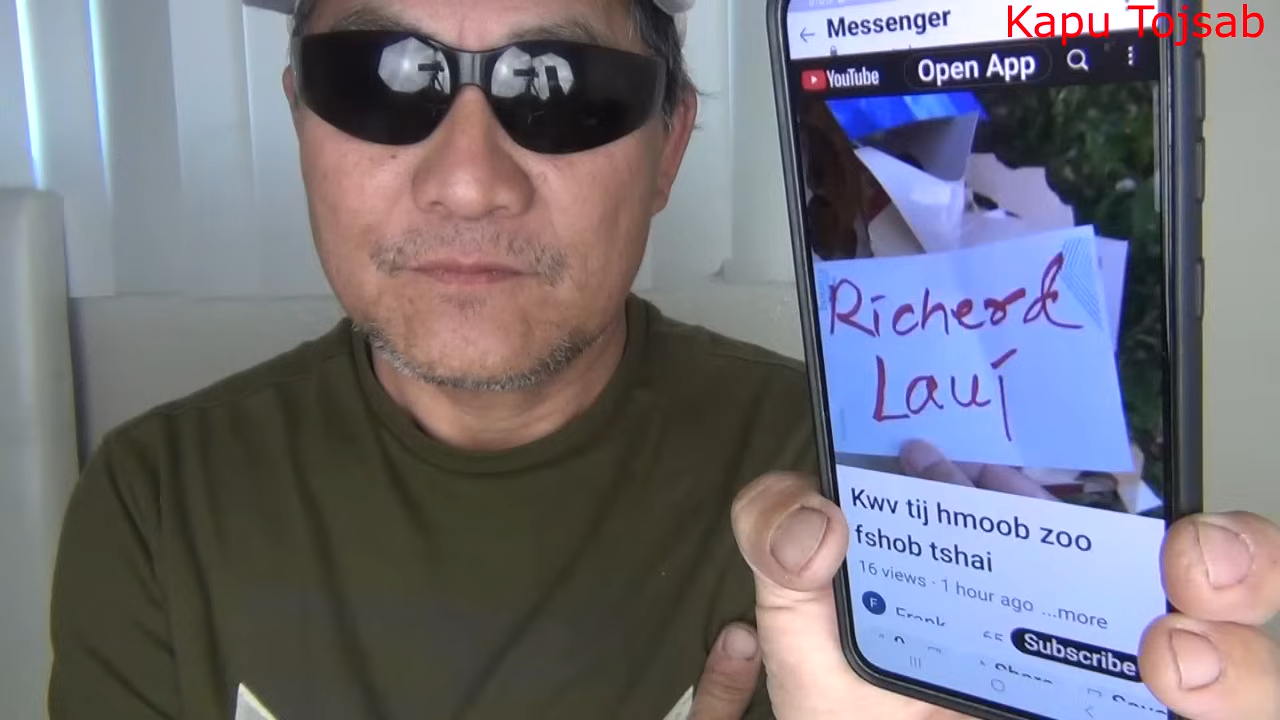 Kapu Tojsab
Messenger
YouTube
Open App
Richerd
Lauj
Kwv tij hmoob zoo
fshob tshai
16 views · 1 hour ago ...more
F
Subscribe